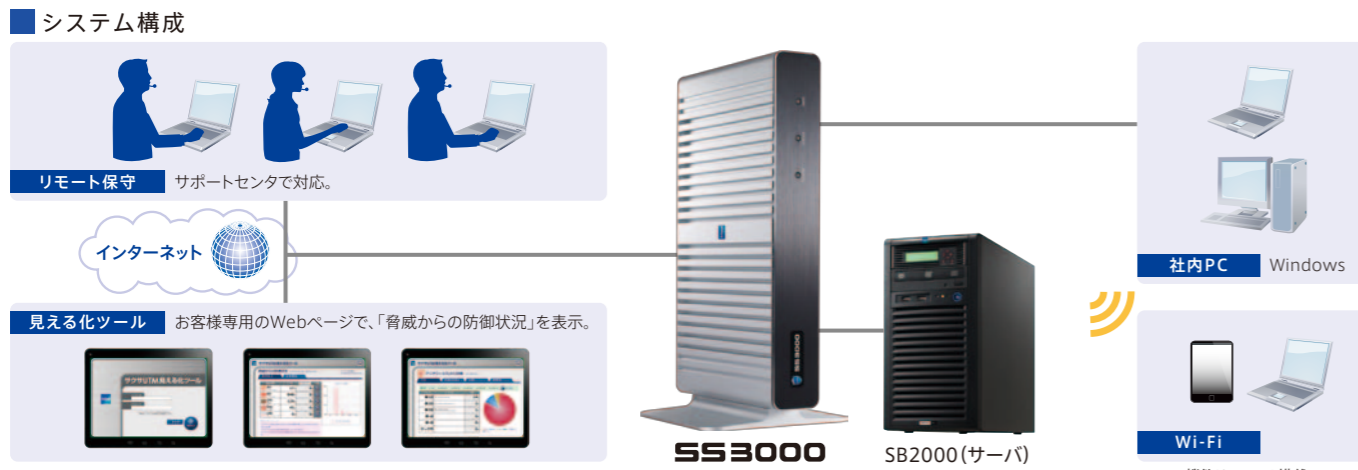 システム構成
リモート保守 サポートセンタで対応。
インターネット
見える化ツール お客様専用のWebページで、「脅威からの防御状況」を表示。
サクサUTM見える化ツール
SS3000
SS3000
SB2000(サーバ)
社内PC Windows
Wi-Fi